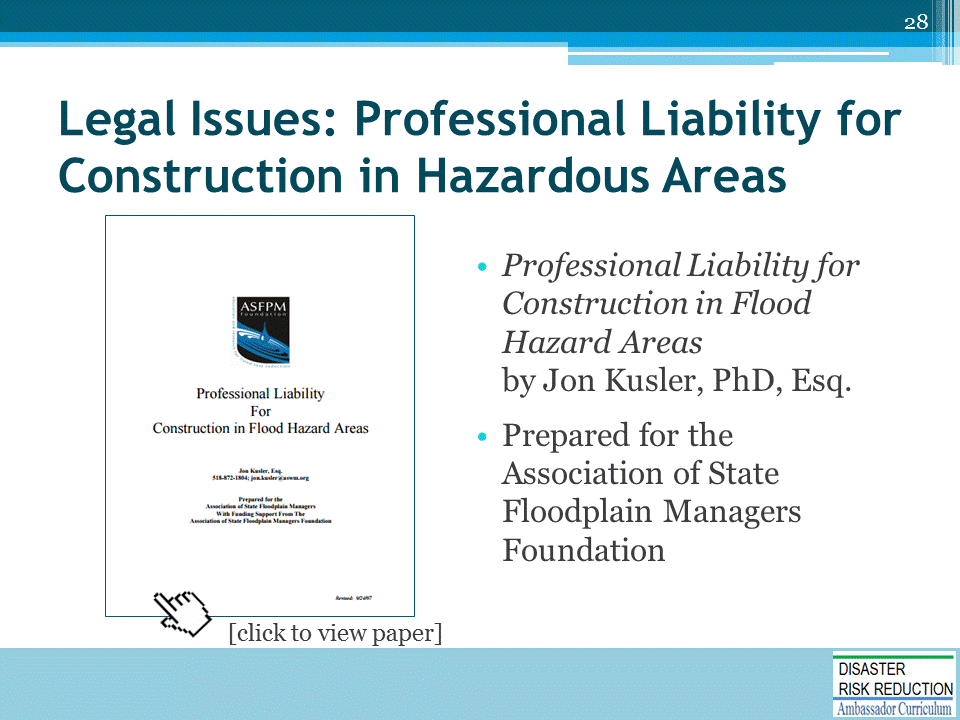 28
Legal Issues: Professional Liability for
Construction in Hazardous Areas
ASFPM
foundation
Professional Liability
For
Construction in Flood Hazard Areas
Jon Kusler, Esq.
518-872-1804; jon.kusler@aswm.org
Prepared for the
Association of State Floodplain Managers
With Funding Support From The
Association of State Floodplain Managers Foundation
Revised: 9/24/07
[click to view paper]
• Professional Liability for
Construction in Flood
Hazard Areas
by Jon Kusler, PhD, Esq.
• Prepared for the
Association of State
Floodplain Managers
Foundation
DISASTER
RISK REDUCTION
Ambassador Curriculum